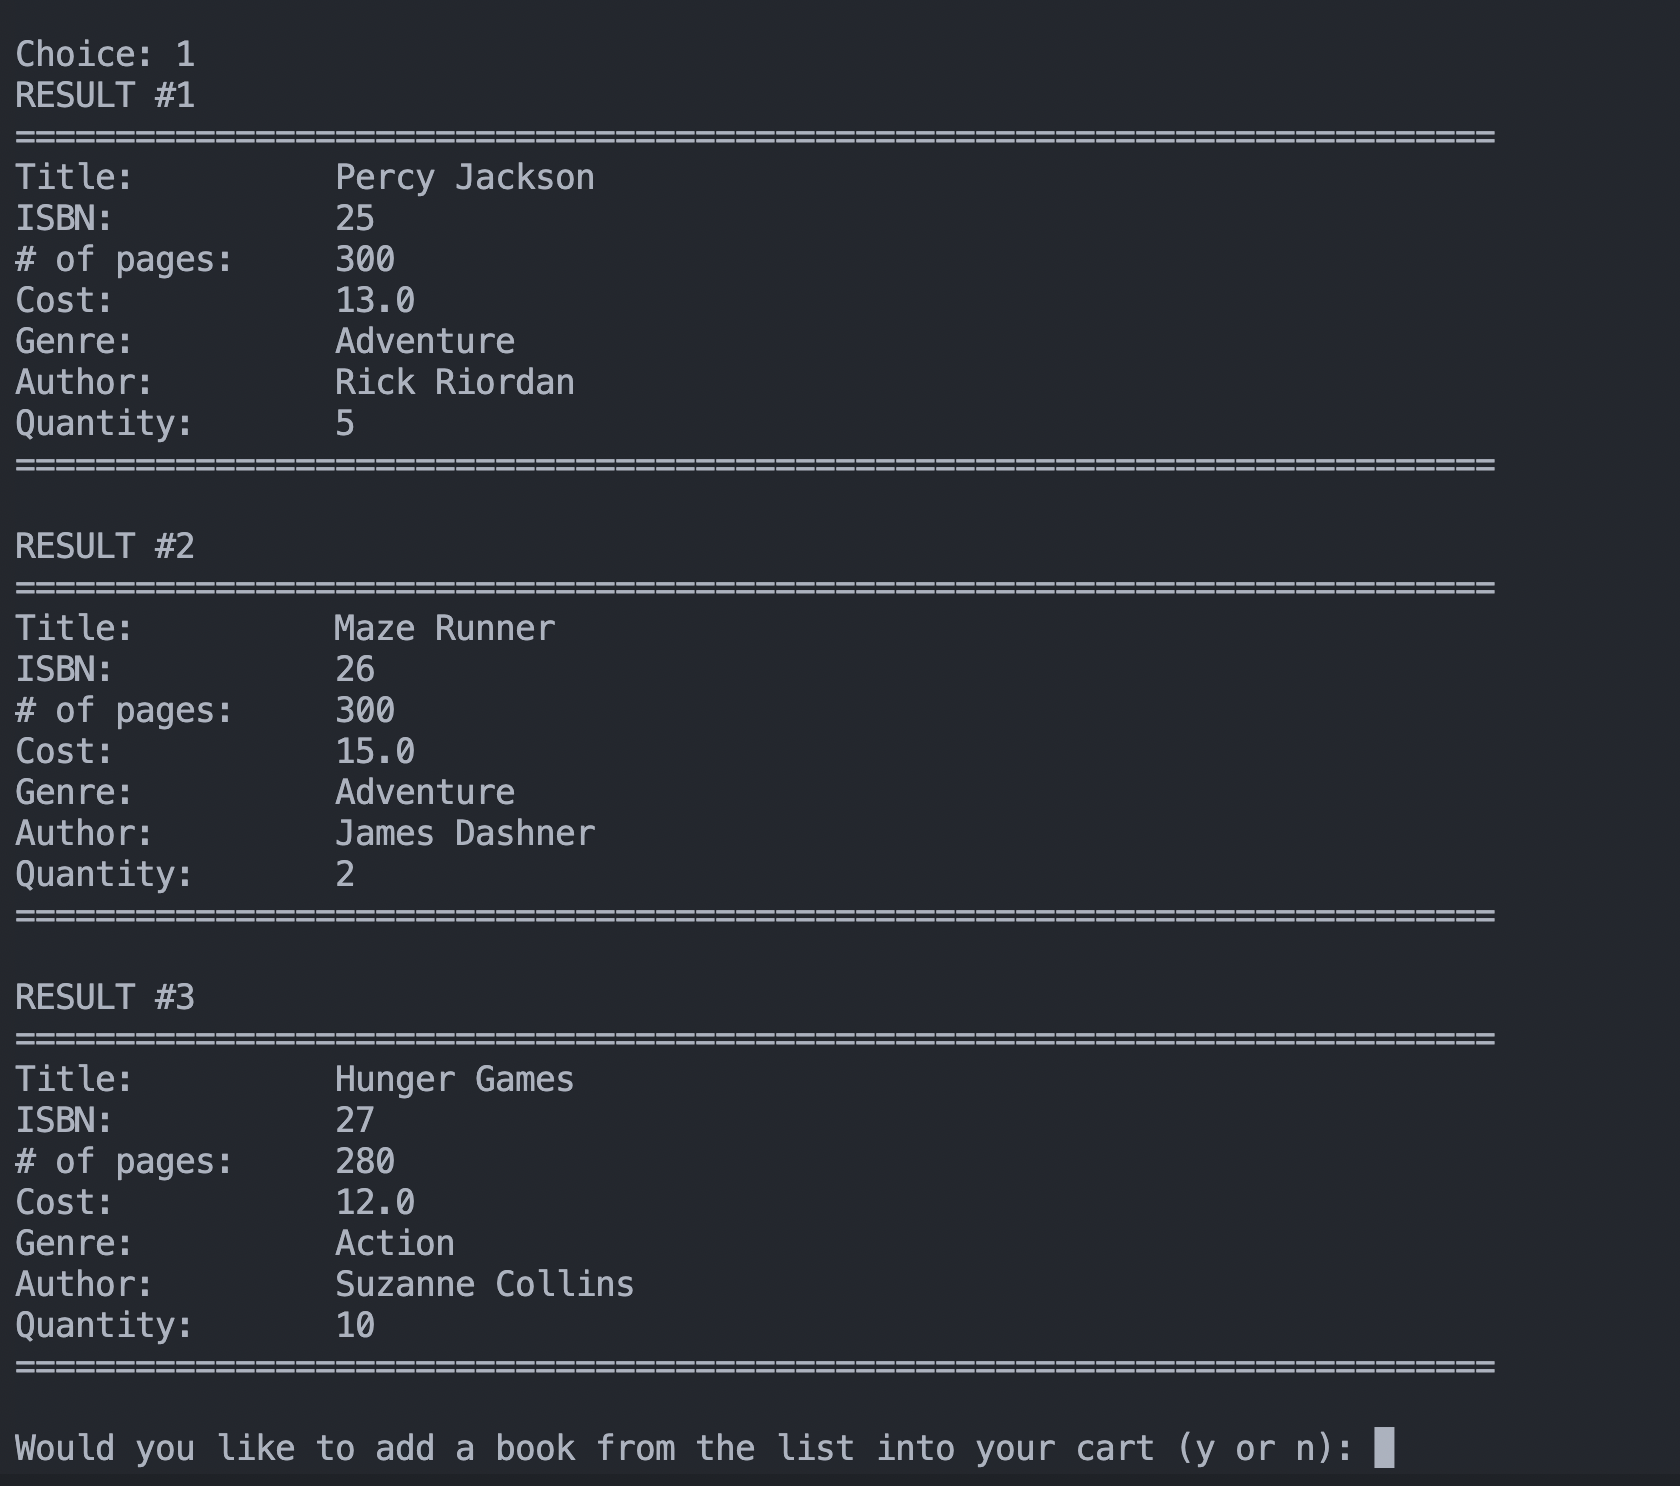 Choice: 1
RESULT #1
==========================================================================
Title:          Percy Jackson
ISBN:           25
# of pages:     300
Cost:           13.0
Genre:          Adventure
Author:         Rick Riordan
Quantity:       5
==========================================================================

RESULT #2
==========================================================================
Title:          Maze Runner
ISBN:           26
# of pages:     300
Cost:           15.0
Genre:          Adventure
Author:         James Dashner
Quantity:       2
==========================================================================

RESULT #3
==========================================================================
Title:          Hunger Games
ISBN:           27
# of pages:     280
Cost:           12.0
Genre:          Action
Author:         Suzanne Collins
Quantity:       10
==========================================================================

Would you like to add a book from the list into your cart (y or n):